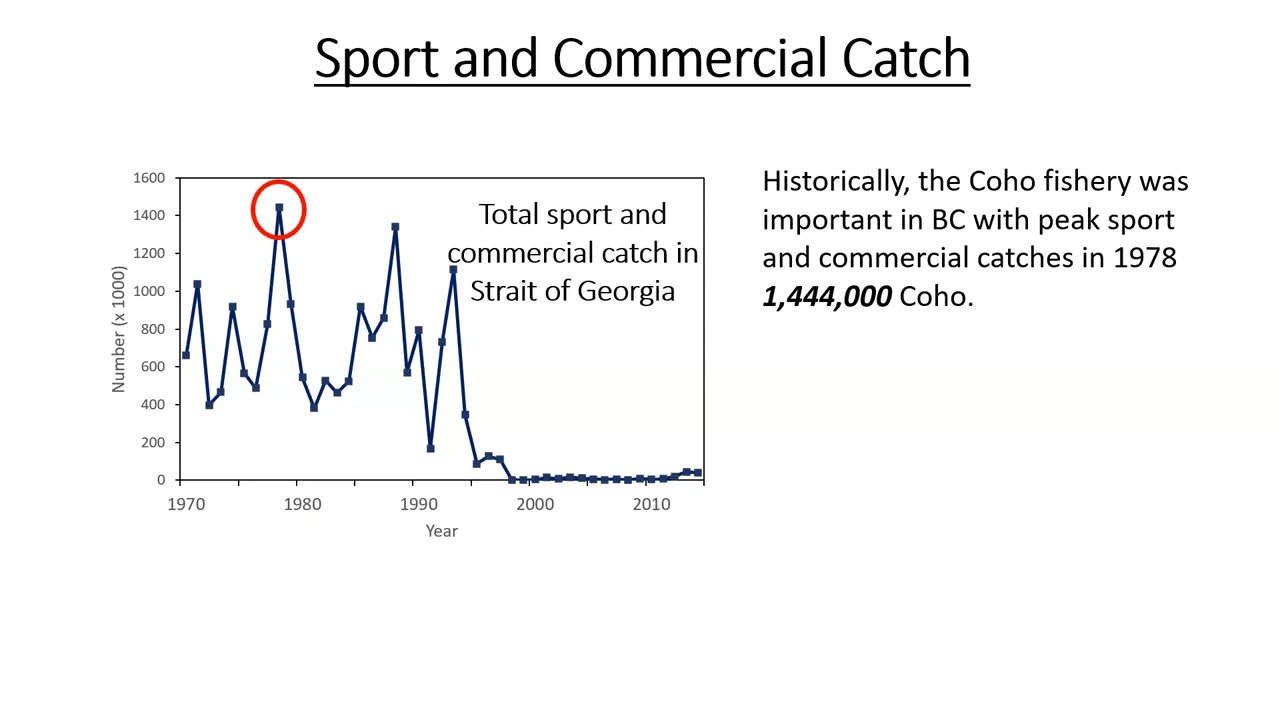 Sport and Commercial Catch
1600
1400
1200
1000
800
600
400
200
0
Number (x 1000)
1970
1980
1990
2000
2010
Year
Total sport and
commercial catch in
Strait of Georgia
Historically, the Coho fishery was
important in BC with peak sport
and commercial catches in 1978
1,444,000 Coho.